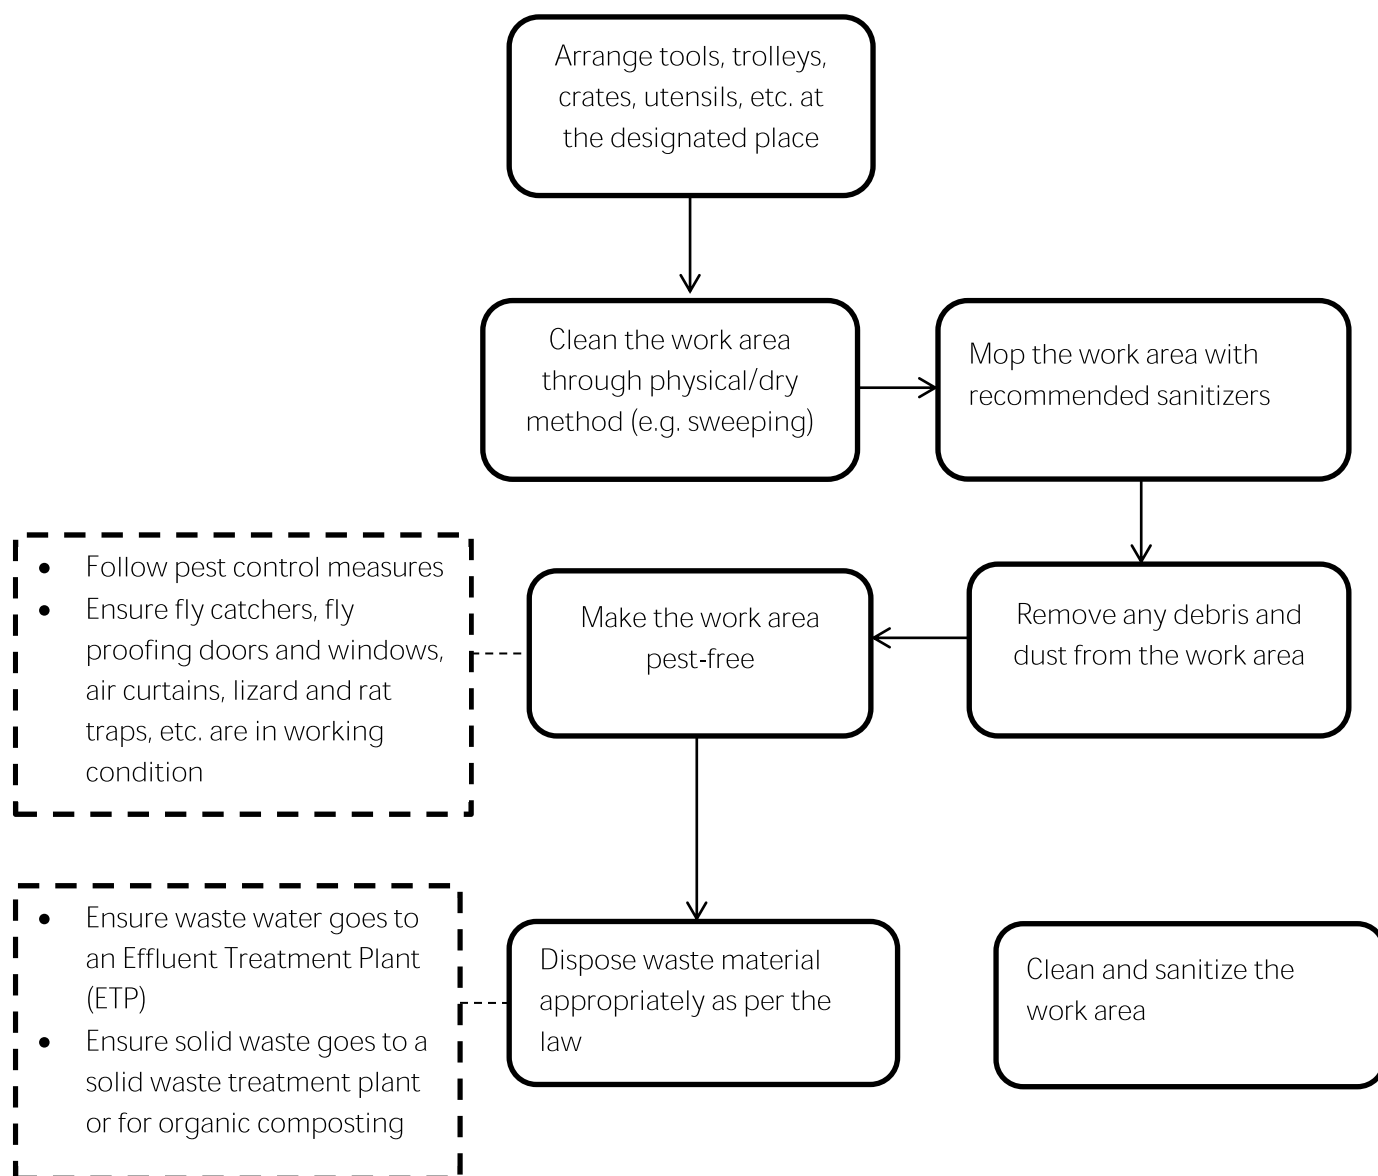 Arrange tools, trolleys,
crates, utensils, etc. at
the designated place
Clean the work area
through physical/dry
method (e.g. sweeping)
Mop the work area with
recommended sanitizers
• Follow pest control measures
• Ensure fly catchers, fly
proofing doors and windows,
air curtains, lizard and rat
traps, etc. are in working
condition
Make the work area
pest-free
Remove any debris and
dust from the work area
• Ensure waste water goes to
an Effluent Treatment Plant
(ETP)
• Ensure solid waste goes to a
solid waste treatment plant
or for organic composting
Dispose waste material
appropriately as per the
law
Clean and sanitize the
work area